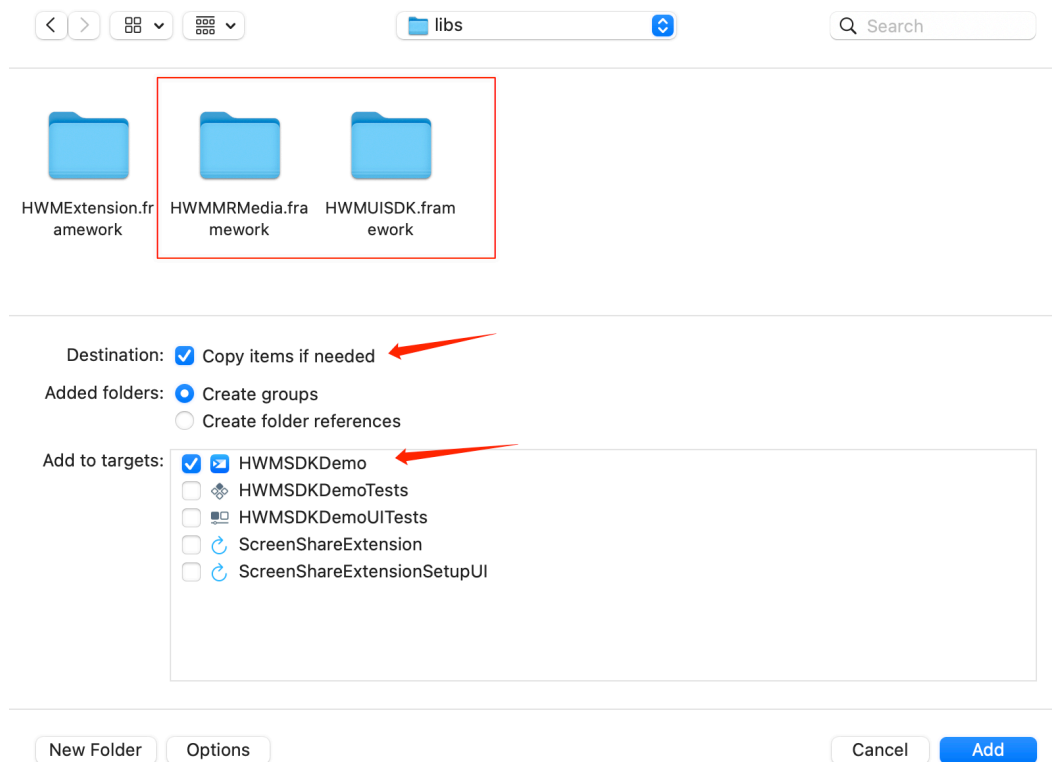 libs
Search
HWMExtension.fr
amework
HWMMRMedia.fra
mework
HWMUISDK.fram
ework
Destination:
Copy items if needed
Added folders:
Create groups
Create folder references
Add to targets:
HWMSDKDemo
HWMSDKDemoTests
HWMSDKDemoUITests
ScreenShareExtension
ScreenShareExtensionSetupUI
New Folder
Options
Cancel
Add